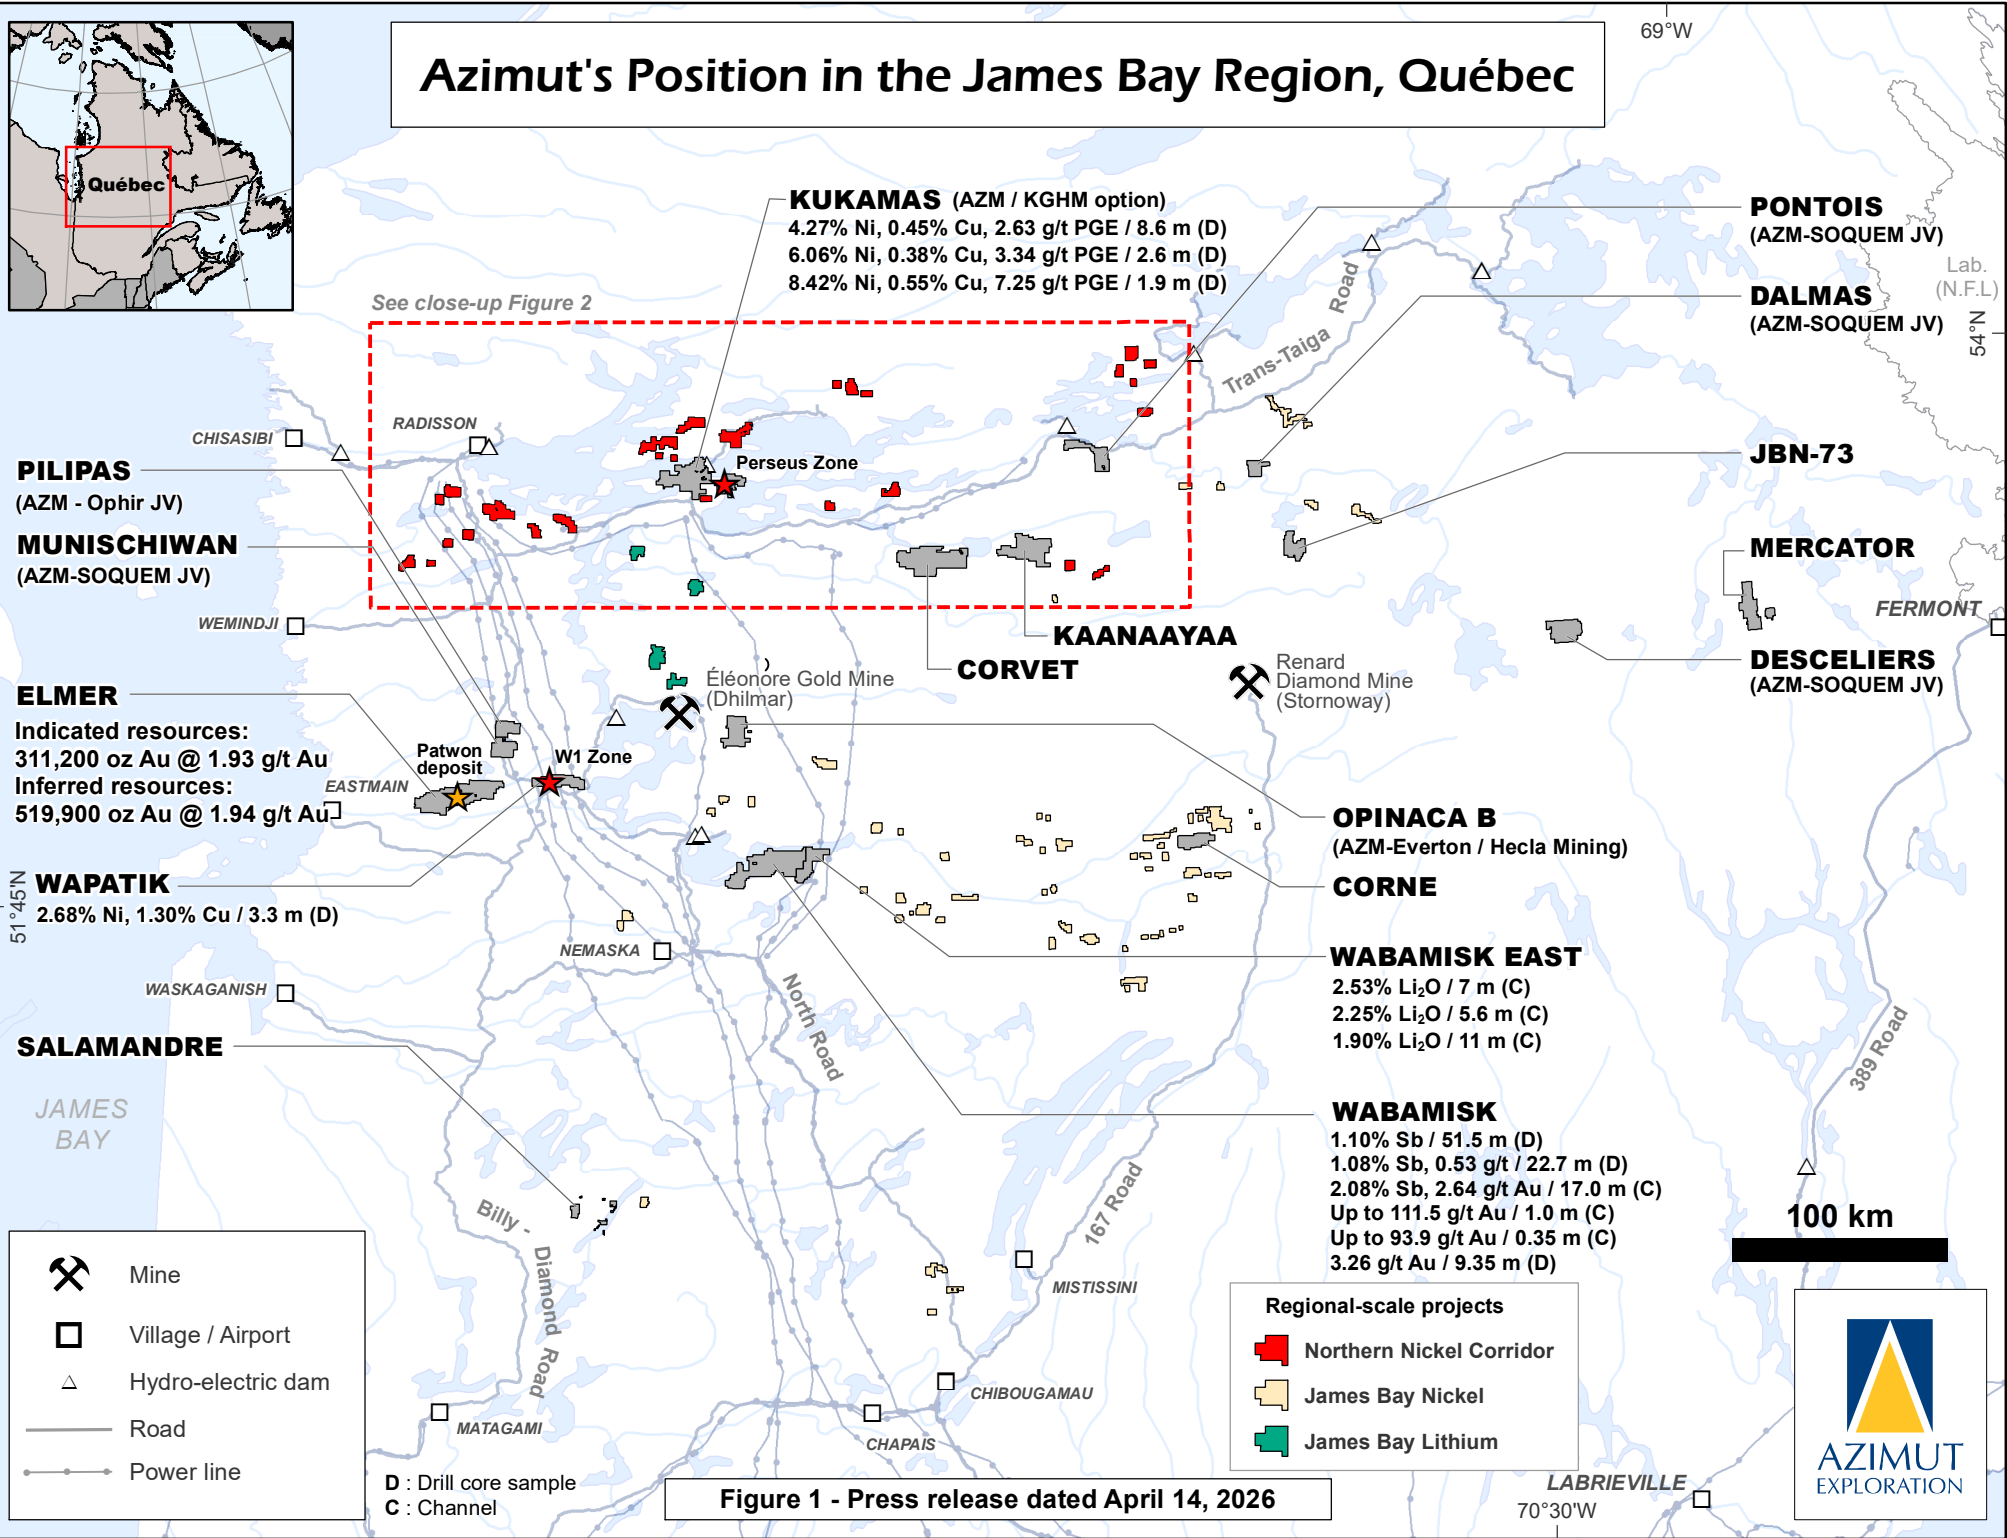 Azimut's Position in the James Bay Region, Québec
69°W
Québec
KUKAMAS (AZM / KGHM option)
4.27% Ni, 0.45% Cu, 2.63 g/t PGE / 8.6 m (D)
6.06% Ni, 0.38% Cu, 3.34 g/t PGE / 2.6 m (D)
8.42% Ni, 0.55% Cu, 7.25 g/t PGE / 1.9 m (D)
PONTOIS
(AZM-SOQUEM JV)
Lab.
(N.F.L)
DALMAS
(AZM-SOQUEM JV)
54°N
See close-up Figure 2
Trans-Taiga Road
RADISSON
CHISASIBI
Perseus Zone
PILIPAS
(AZM - Ophir JV)
JBN-73
MUNISCHIWAN
(AZM-SOQUEM JV)
MERCATOR
FERMONT
WEMINDJI
KAANAAYAA
CORVET
DESCELIERS
(AZM-SOQUEM JV)
Éléonore Gold Mine
(Dhilmar)
Renard
Diamond Mine
(Stornoway)
ELMER
Indicated resources:
311,200 oz Au @ 1.93 g/t Au
Inferred resources:
519,900 oz Au @ 1.94 g/t Au
Patwon
deposit
W1 Zone
EASTMAIN
OPINACA B
(AZM-Everton / Hecla Mining)
CORNE
WAPATIK
2.68% Ni, 1.30% Cu / 3.3 m (D)
51°45'N
NEMASKA
WABAMISK EAST
2.53% Li₂O / 7 m (C)
2.25% Li₂O / 5.6 m (C)
1.90% Li₂O / 11 m (C)
WASKAGANISH
North Road
SALAMANDRE
389 Road
JAMES
BAY
WABAMISK
1.10% Sb / 51.5 m (D)
1.08% Sb, 0.53 g/t / 22.7 m (D)
2.08% Sb, 2.64 g/t Au / 17.0 m (C)
Up to 111.5 g/t Au / 1.0 m (C)
Up to 93.9 g/t Au / 0.35 m (C)
3.26 g/t Au / 9.35 m (D)
167 Road
100 km
Billy - Diamond Road
MISTISSINI
Mine
Village / Airport
Hydro-electric dam
Road
Power line
Regional-scale projects
Northern Nickel Corridor
James Bay Nickel
James Bay Lithium
CHIBOUGAMAU
MATAGAMI
CHAPAIS
D : Drill core sample
C : Channel
Figure 1 - Press release dated April 14, 2026
LABRIEVILLE
70°30'W
AZIMUT
EXPLORATION